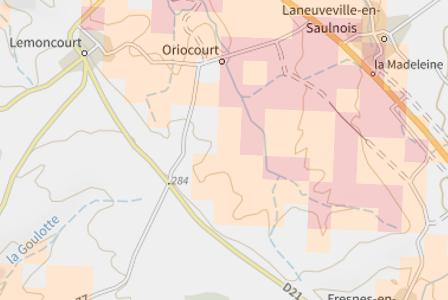 Laneuveville-en-
Saulnois
Lemoncourt
Oriocourt
la Madeleine
284
la Goulotte
D21
Fresnes-en-